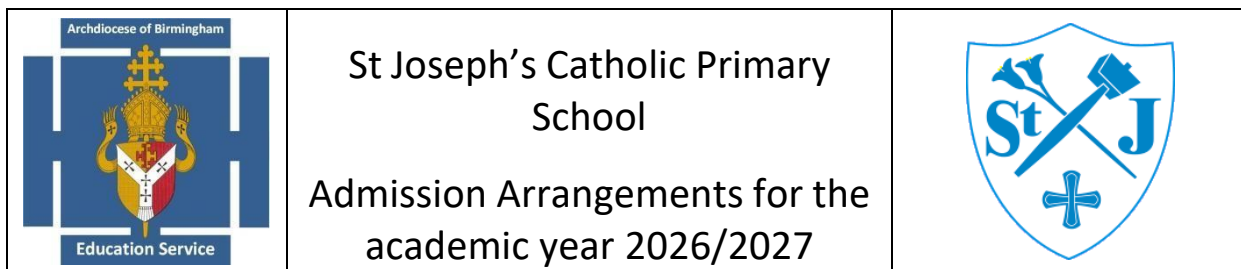 Archdiocese of Birmingham
Education Service
St Joseph’s Catholic Primary
School
Admission Arrangements for the
academic year 2026/2027
St J